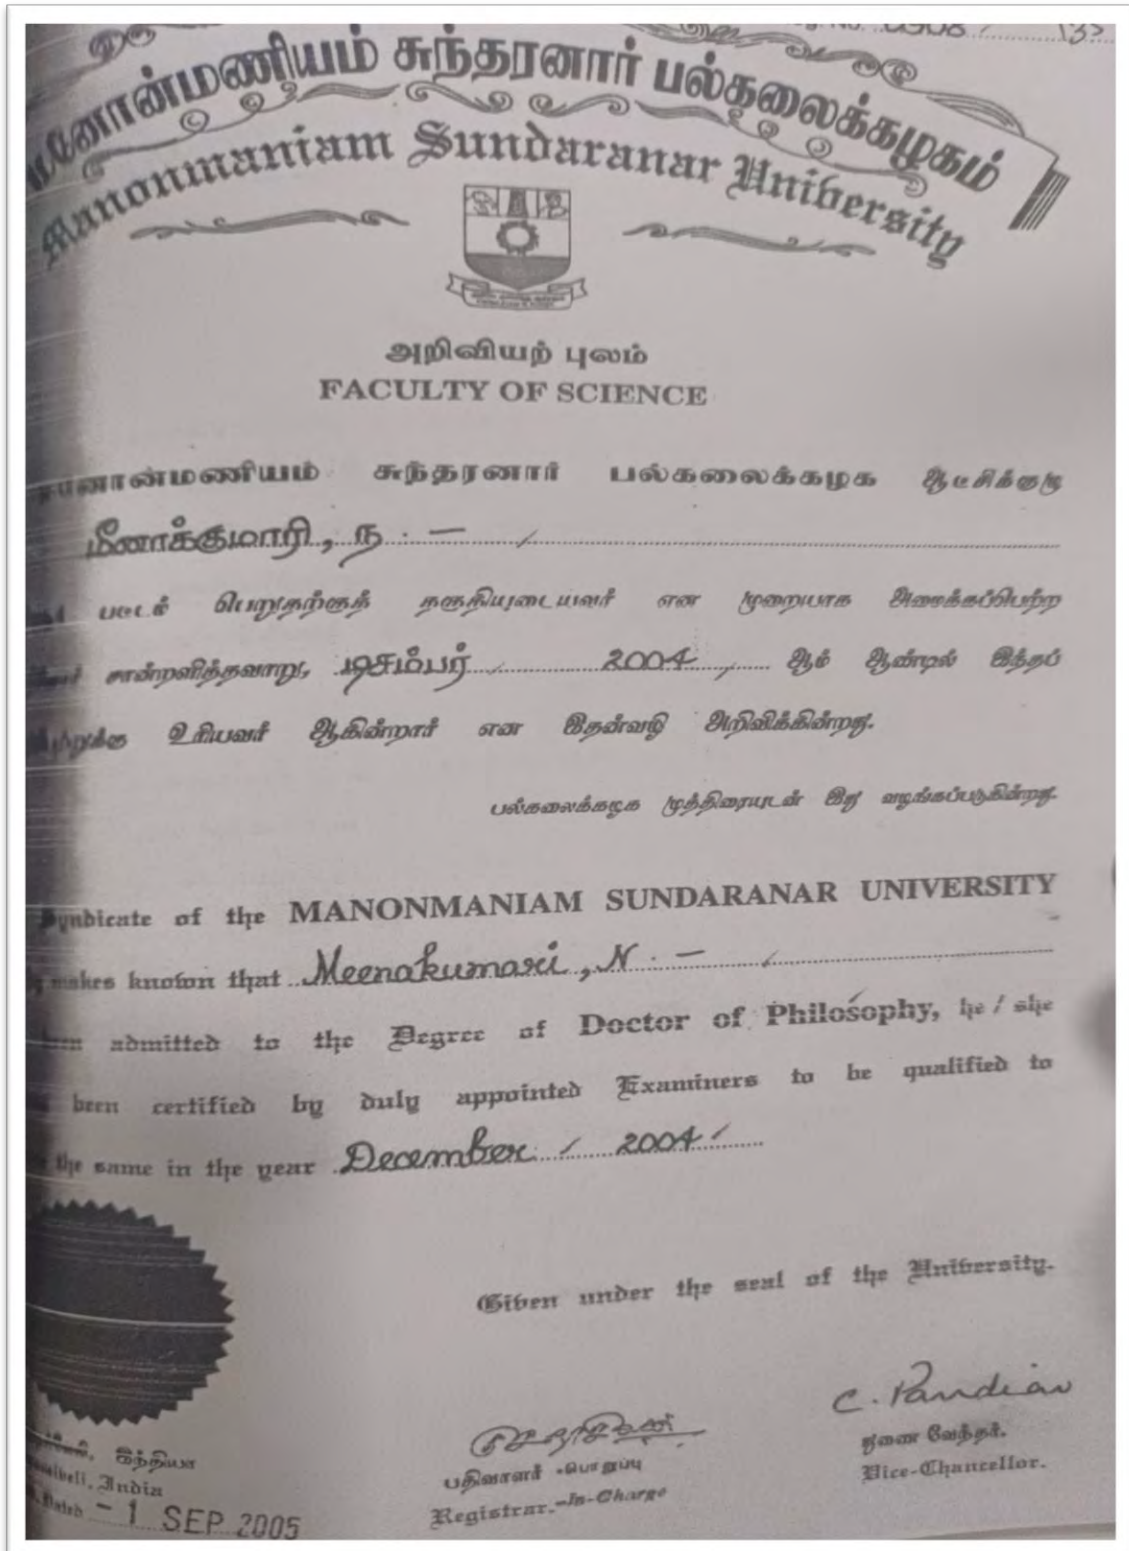 மனோன்மணியம் சுந்தரனார் பல்கலைக்கழகம்
Manonmaniam Sundaranar University
அறிவியற் புலம்
FACULTY OF SCIENCE
சுந்தரனார் பல்கலைக்கழக ஆட்சிக்குழு
மீனாக்குமாரி, ந. —
பட்டம் பெறுதற்குத் தகுதியுடையவர் என முறையாக அமைக்கப்பெற்ற
சான்றளித்தவாறு, டிசம்பர் 2004 ஆம் ஆண்டில் இந்தப்
உரியவர் ஆகின்றார் என இதன்வழி அறிவிக்கின்றது.
பல்கலைக்கழக முத்திரையுடன் இது வழங்கப்படுகின்றது.
Syndicate of the MANONMANIAM SUNDARANAR UNIVERSITY
makes known that Meenakumari, N. —
admitted to the Degree of Doctor of Philosophy, he / she
been certified by duly appointed Examiners to be qualified to
the same in the year December / 2004
Given under the seal of the University.
C. Pandian
இந்தியா
துணை வேந்தர்.
பதிவாளர் - பொறுப்பு
India
Vice-Chancellor.
Registrar.-In-Charge
Dated - 1 SEP 2005